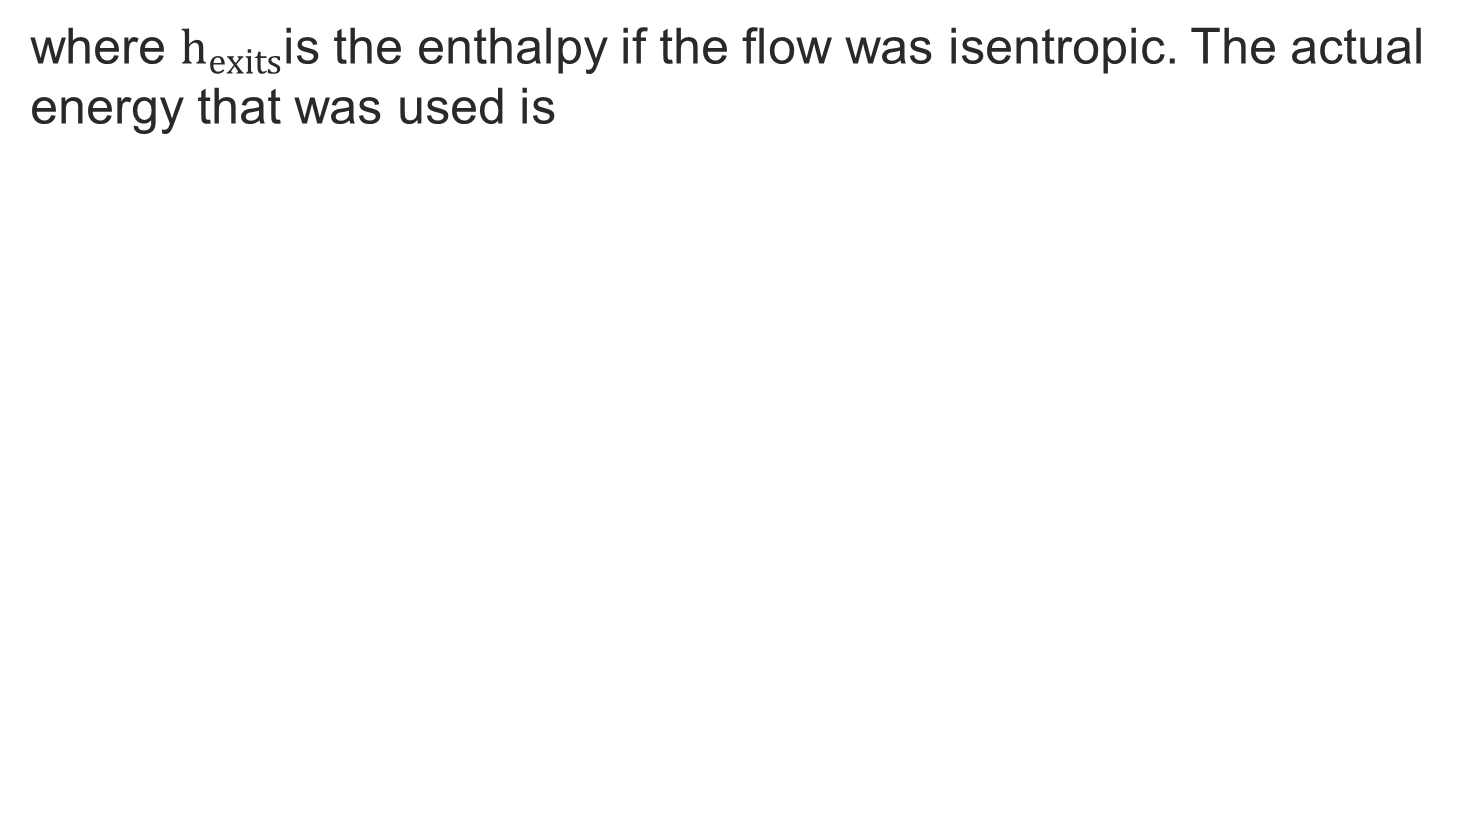 where h_exits is the enthalpy if the flow was isentropic. The actual
energy that was used is